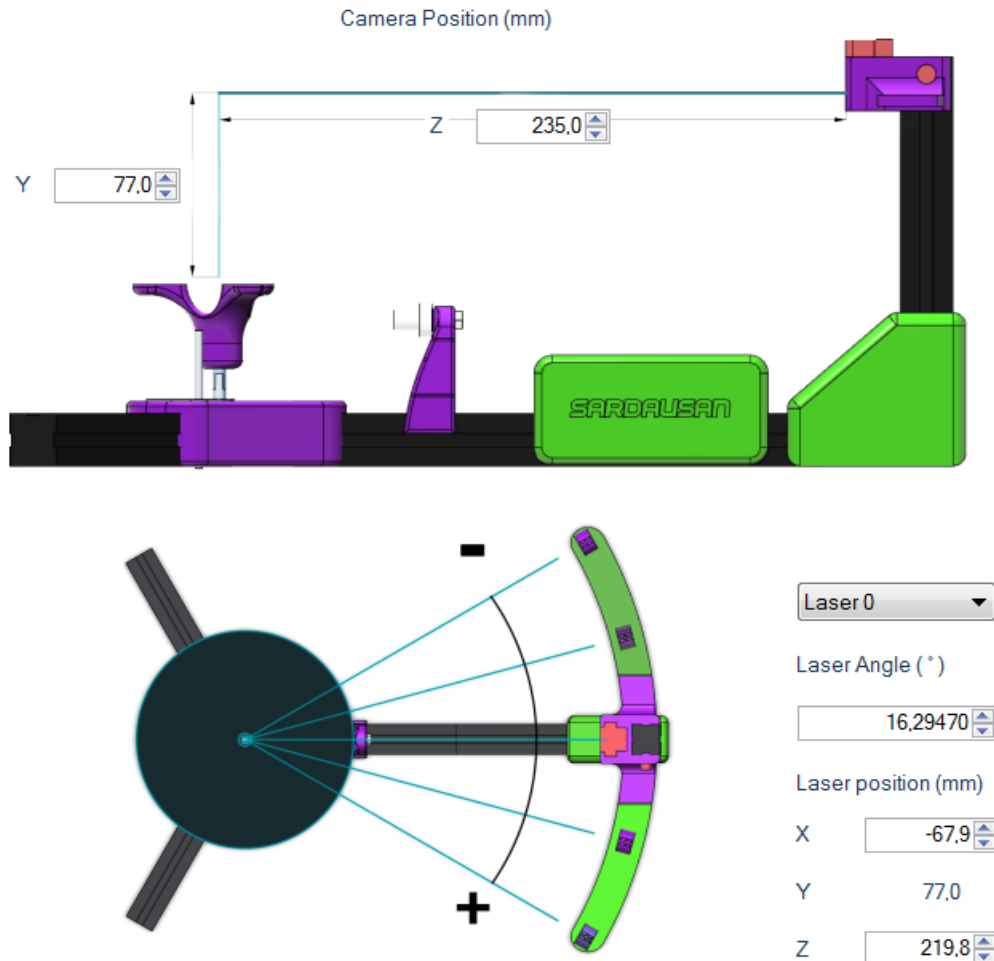 Camera Position (mm)
Z 235,0
Y 77,0
SARDAUSAN
-
Laser 0
Laser Angle ( ° )
16,29470
Laser position (mm)
X -67,9
+
Y 77,0
Z 219,8